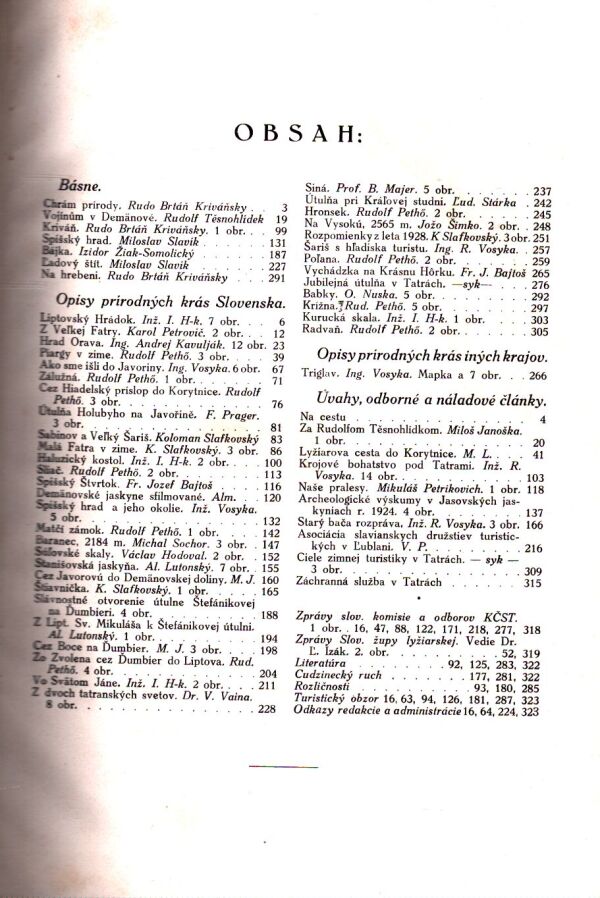 OBSAH:
Básne.
Chrám prírody. Rudo Brtáň Kriváňsky . . 3
Vojínům v Demänové. Rudolf Těsnohlídek 19
Kriváň. Rudo Brtáň Kriváňsky. 1 obr. . . 99
Spišský hrad. Miloslav Slavík . . . . . 131
Bájka. Izidor Žiak-Somolický . . . . . 187
Ľadový štít. Miloslav Slavík . . . . . 227
Na hrebeni. Rudo Brtáň Kriváňsky . . . 291
Opisy prírodných krás Slovenska.
Liptovský Hrádok. Inž. I. H-k. 7 obr. . . . 6
Z Veľkej Fatry. Karol Petrovič. 2 obr. . . . 12
Hrad Orava. Ing. Andrej Kavulják. 12 obr. 23
Piargy v zime. Rudolf Pethő. 3 obr. . . . 39
Ako sme išli do Javoriny. Ing. Vosyka. 6 obr. 67
Zálužná. Rudolf Pethő. 1 obr. . . . . . 71
Cez Hiadelský príslop do Korytnice. Rudolf
Pethő. 3 obr. . . . . . . . . . . 76
Útulňa Holubyho na Javořině. F. Prager.
3 obr. . . . . . . . . . . . . . 81
Sabinov a Veľký Šariš. Koloman Slafkovský 83
Malá Fatra v zime. K. Slafkovský. 3 obr. . 86
Haluzický kostol. Inž. I. H-k. 2 obr. . . . 100
Sliač. Rudolf Pethő. 2 obr. . . . . . . 113
Spišský Štvrtok. Fr. Jozef Bajtoš . . . . 116
Demänovské jaskyne sfilmované. Alm. . . 120
Spišský hrad a jeho okolie. Inž. Vosyka.
5 obr. . . . . . . . . . . . . . 132
Matčí zámok. Rudolf Pethő. 1 obr. . . . 142
Baranec. 2184 m. Michal Sochor. 3 obr. . 147
Súľovské skaly. Václav Hodoval. 2 obr. . 152
Stanišovská jaskyňa. Al. Lutonský. 7 obr. . 155
Cez Javorovú do Demänovskej doliny. M. J. 160
Štiavnička. K. Slafkovský. 1 obr. . . . . 165
Slávnostné otvorenie útulne Štefánikovej
na Ďumbieri. 4 obr. . . . . . . . . 188
Z Lipt. Sv. Mikuláša k Štefánikovej útulni.
Al. Lutonský. 1 obr. . . . . . . . . 194
Cez Boce na Ďumbier. M. J. 3 obr. . . . 198
Zo Zvolena cez Ďumbier do Liptova. Rud.
Pethő. 4 obr. . . . . . . . . . . 204
Vo Svätom Jáne. Inž. I. H-k. 2 obr. . . . 211
Z dvoch tatranských svetov. Dr. V. Vaina.
8 obr. . . . . . . . . . . . . . 228
Siná. Prof. B. Majer. 5 obr. . . . . . . 237
Útulňa pri Kráľovej studni. Ľud. Stárka . 242
Hronsek. Rudolf Pethő. 2 obr. . . . . . 245
Na Vysokú, 2565 m. Jožo Šimko. 2 obr. . 248
Rozpomienky z leta 1928. K Slafkovský. 3 obr. 251
Šariš s hľadiska turistu. Ing. R. Vosyka. . 257
Poľana. Rudolf Pethő. 2 obr. . . . . . 259
Vychádzka na Krásnu Hôrku. Fr. J. Bajtoš 265
Jubilejná útulňa v Tatrách. —syk— . . . 276
Babky. O. Nuska. 5 obr. . . . . . . . 292
Krížna. Rud. Pethő. 5 obr. . . . . . . 297
Kurucká skala. Inž. I. H-k. 1 obr. . . . . 303
Radvaň. Rudolf Pethő. 2 obr. . . . . . 305
Opisy prírodných krás iných krajov.
Triglav. Ing. Vosyka. Mapka a 7 obr. . . . 266
Úvahy, odborné a náladové články.
Na cestu . . . . . . . . . . . . . 4
Za Rudolfom Těsnohlídkom. Miloš Janoška.
1 obr. . . . . . . . . . . . . . 20
Lyžiarova cesta do Korytnice. M. L. . . . 41
Krojové bohatstvo pod Tatrami. Inž. R.
Vosyka. 14 obr. . . . . . . . . . 103
Naše pralesy. Mikuláš Petrikovich. 1 obr. 118
Archeologické výskumy v Jasovských jas-
kyniach r. 1924. 4 obr. . . . . . . . 137
Starý bača rozpráva, Inž. R. Vosyka. 3 obr. 166
Asociácia slavianskych družstiev turistic-
kých v Ľublani. V. P. . . . . . . . 216
Ciele zimnej turistiky v Tatrách. — syk —
3 obr. . . . . . . . . . . . . . 309
Záchranná služba v Tatrách . . . . . . 315
Zprávy slov. komisie a odborov KČST.
1 obr. . 16, 47, 88, 122, 171, 218, 277, 318
Zprávy Slov. župy lyžiarskej. Vedie Dr.
Ľ. Ižák. 2 obr. . . . . . . . . . 52, 319
Literatúra . . . . . . . 92, 125, 283, 322
Cudzinecký ruch . . . . . . 177, 281, 322
Rozličnosti . . . . . . . . 93, 180, 285
Turistický obzor 16, 63, 94, 126, 181, 287, 323
Odkazy redakcie a administrácie 16, 64, 224, 323